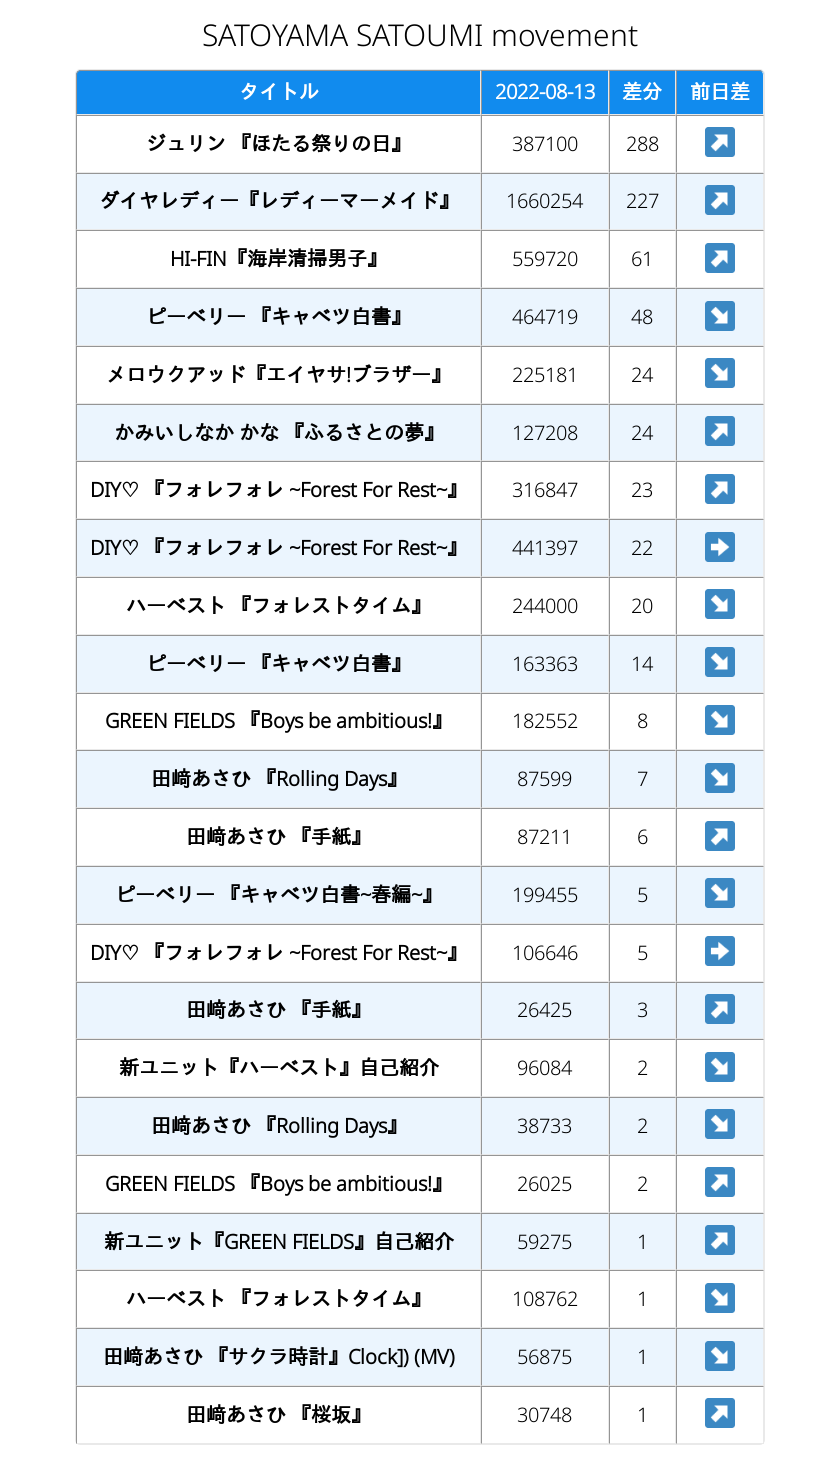 SATOYAMA SATOUMI movement
タイトル 2022-08-13 差分 前日差
ジュリン 『ほたる祭りの日』 387100 288 ↗
ダイヤレディー『レディーマーメイド』 1660254 227 ↗
HI-FIN『海岸清掃男子』 559720 61 ↗
ピーベリー 『キャベツ白書』 464719 48 ↘
メロウクアッド『エイヤサ!ブラザー』 225181 24 ↘
かみいしなか かな 『ふるさとの夢』 127208 24 ↗
DIY♡ 『フォレフォレ ~Forest For Rest~』 316847 23 ↗
DIY♡ 『フォレフォレ ~Forest For Rest~』 441397 22 ➡
ハーベスト 『フォレストタイム』 244000 20 ↘
ピーベリー 『キャベツ白書』 163363 14 ↘
GREEN FIELDS 『Boys be ambitious!』 182552 8 ↘
田﨑あさひ 『Rolling Days』 87599 7 ↘
田﨑あさひ 『手紙』 87211 6 ↗
ピーベリー 『キャベツ白書~春編~』 199455 5 ↘
DIY♡ 『フォレフォレ ~Forest For Rest~』 106646 5 ➡
田﨑あさひ 『手紙』 26425 3 ↗
新ユニット『ハーベスト』自己紹介 96084 2 ↘
田﨑あさひ 『Rolling Days』 38733 2 ↘
GREEN FIELDS 『Boys be ambitious!』 26025 2 ↗
新ユニット『GREEN FIELDS』自己紹介 59275 1 ↗
ハーベスト 『フォレストタイム』 108762 1 ↘
田﨑あさひ 『サクラ時計』Clock]) (MV) 56875 1 ↘
田﨑あさひ 『桜坂』 30748 1 ↗